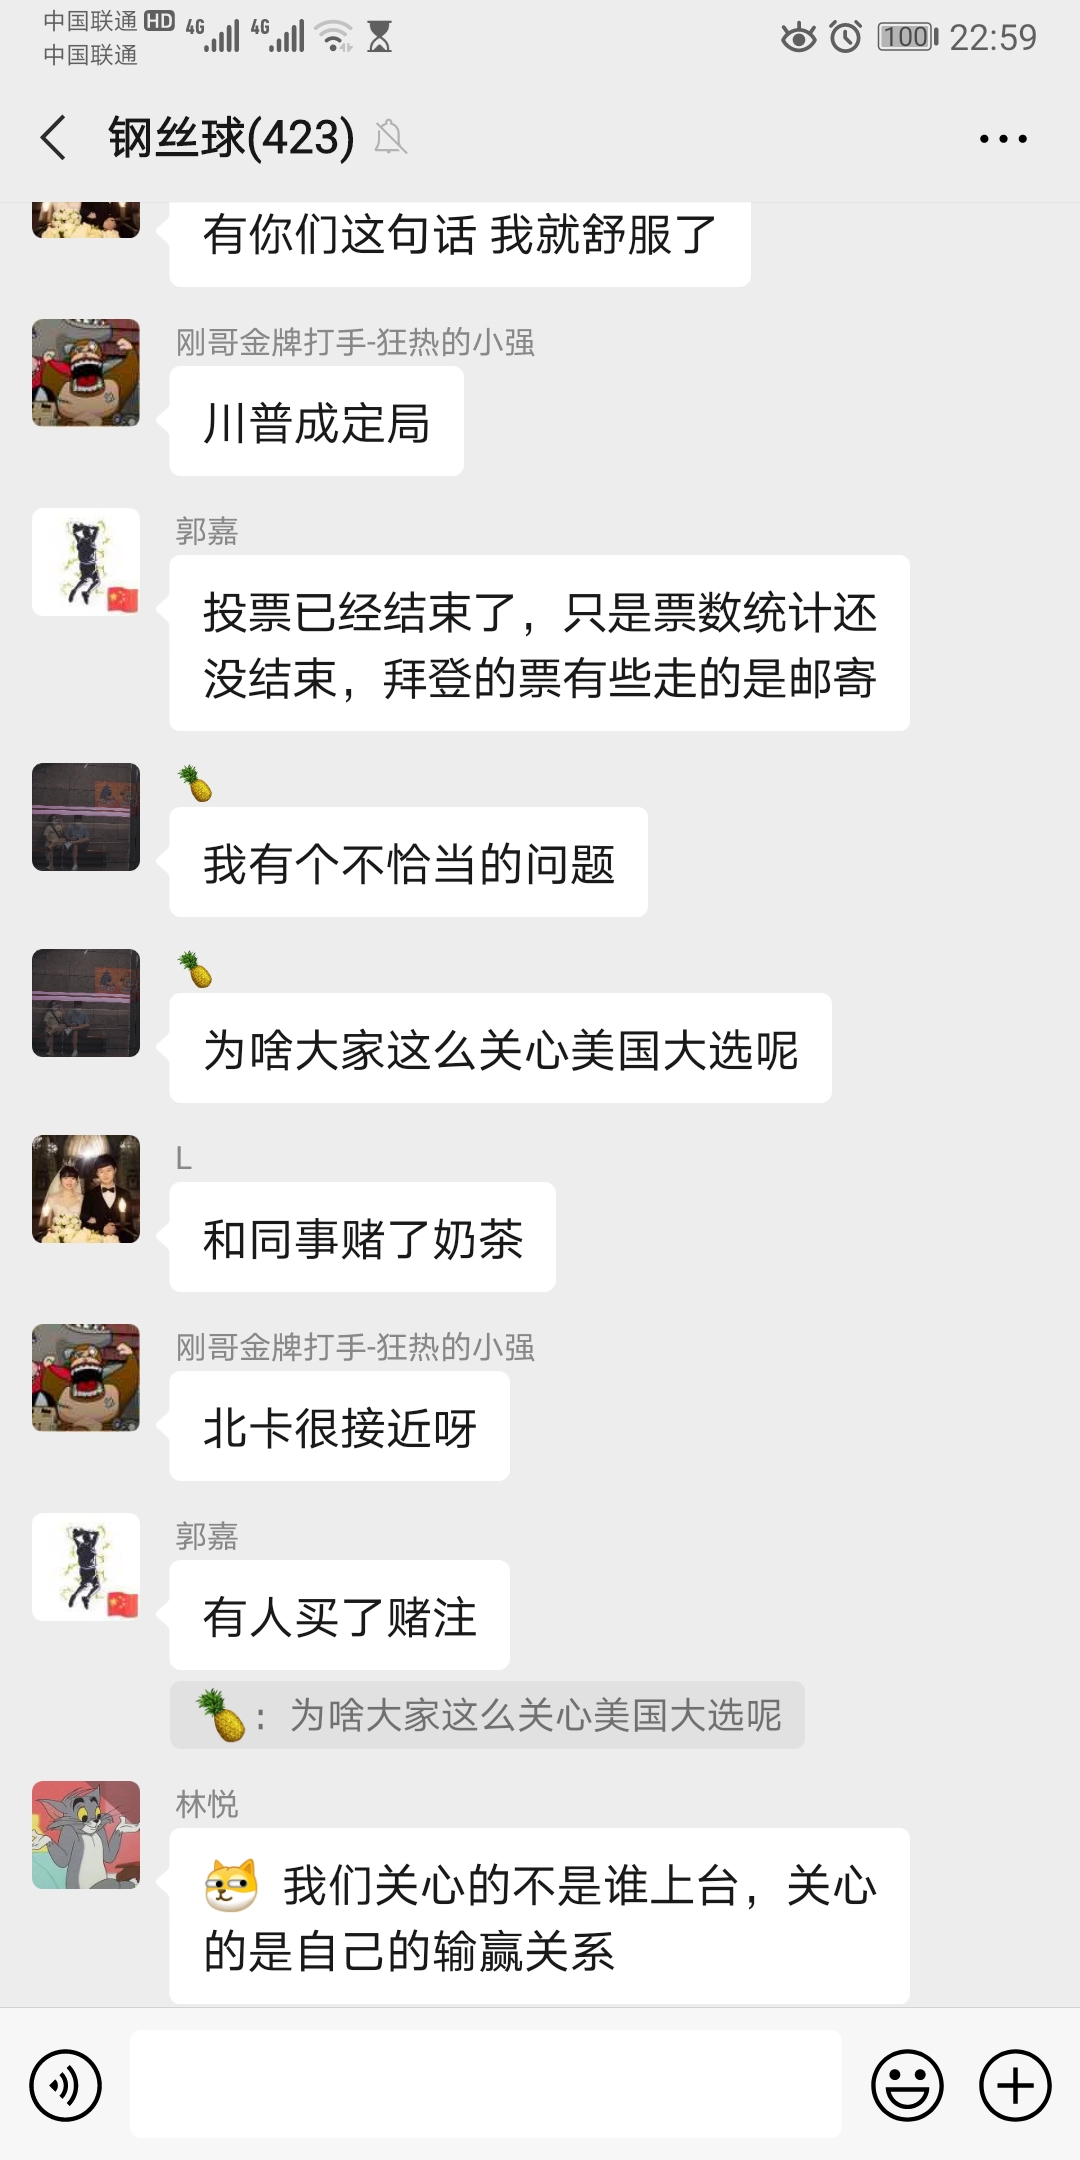 中国联通 HD 4G 4G 100 22:59
中国联通
钢丝球(423)
有你们这句话 我就舒服了
刚哥金牌打手-狂热的小强
川普成定局
郭嘉
投票已经结束了，只是票数统计还
没结束，拜登的票有些走的是邮寄
🍍
我有个不恰当的问题
🍍
为啥大家这么关心美国大选呢
L
和同事赌了奶茶
刚哥金牌打手-狂热的小强
北卡很接近呀
郭嘉
有人买了赌注
🍍：为啥大家这么关心美国大选呢
林悦
我们关心的不是谁上台，关心
的是自己的输赢关系